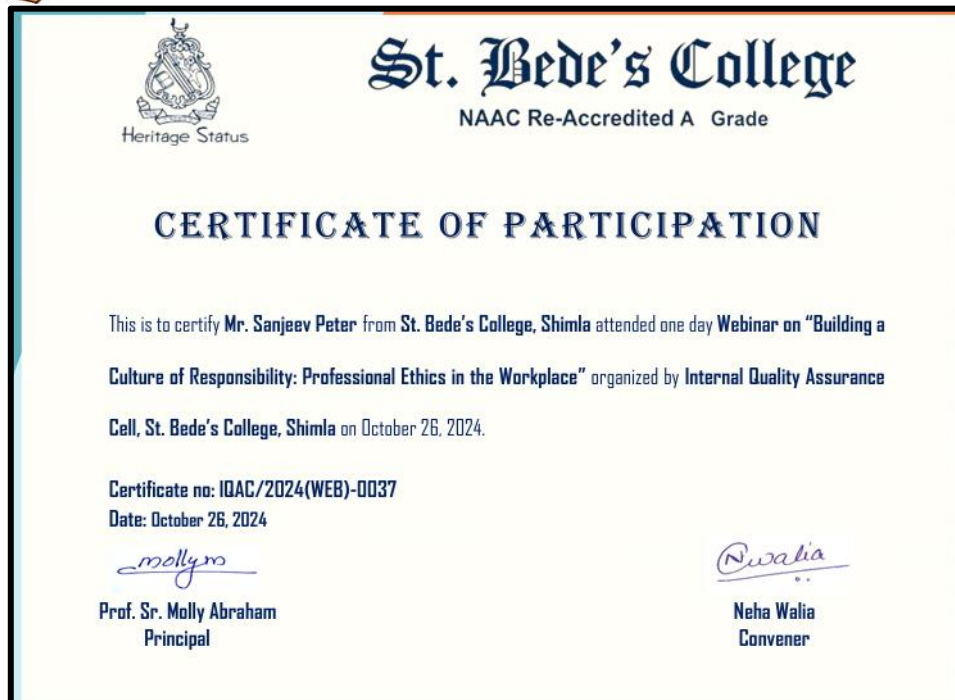 St. Bede's College
NAAC Re-Accredited A Grade
Heritage Status
CERTIFICATE OF PARTICIPATION
This is to certify Mr. Sanjeev Peter from St. Bede's College, Shimla attended one day Webinar on “Building a
Culture of Responsibility: Professional Ethics in the Workplace” organized by Internal Quality Assurance
Cell, St. Bede's College, Shimla on October 26, 2024.
Certificate no: IQAC/2024(WEB)-0037
Date: October 26, 2024
mollym
Nwalia
Prof. Sr. Molly Abraham
Principal
Neha Walia
Convener